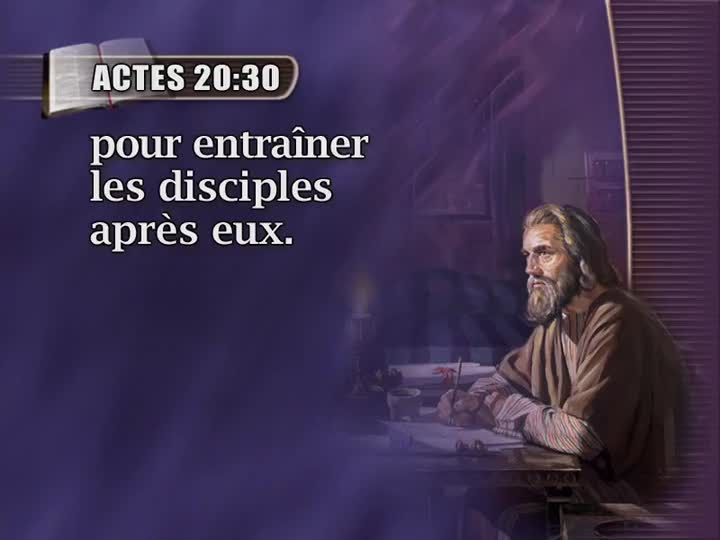 ACTES 20:30
pour entraîner
les disciples
après eux.